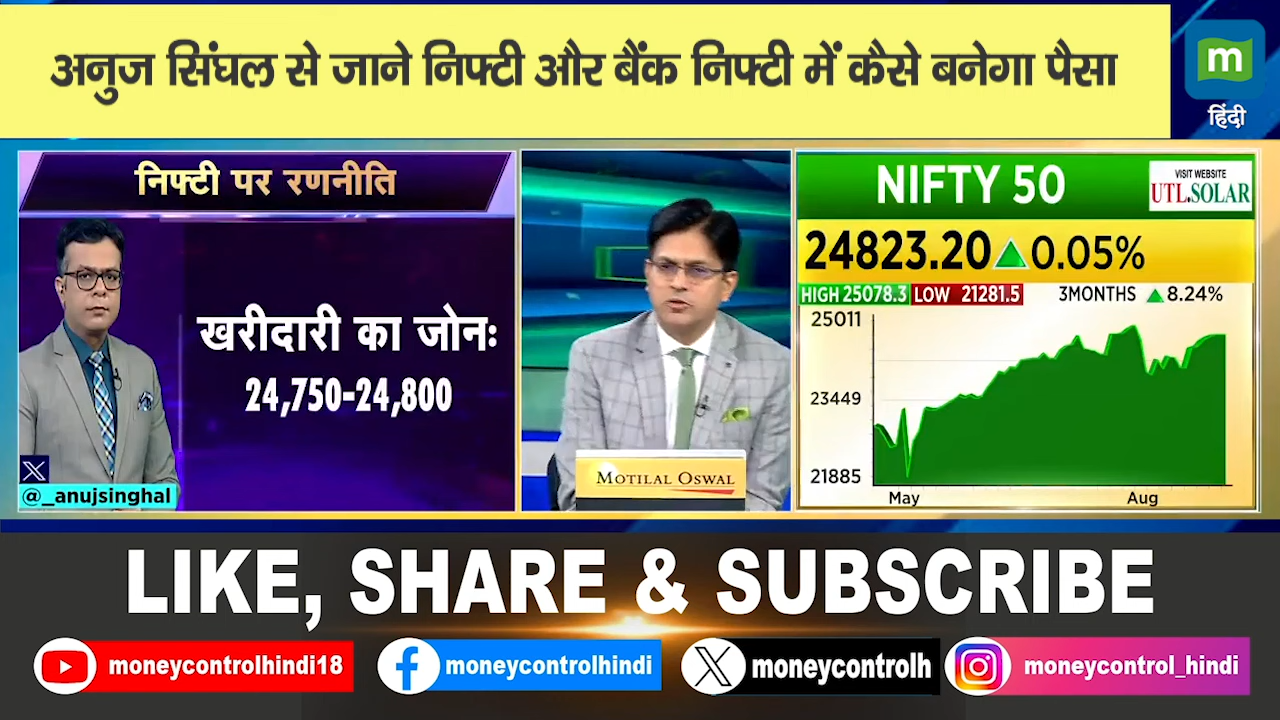 अनुज सिंघल से जाने निफ्टी और बैंक निफ्टी में कैसे बनेगा पैसा
m
हिंदी
निफ्टी पर रणनीति
खरीदारी का जोनः
24,750-24,800
X
@_anujsinghal
MOTILAL OSWAL
NIFTY 50
VISIT WEBSITE
UTL.SOLAR
24823.20 0.05%
HIGH 25078.3 LOW 21281.5 3MONTHS 8.24%
25011
23449
21885
May Aug
LIKE, SHARE & SUBSCRIBE
moneycontrolhindi18 moneycontrolhindi moneycontrolh moneycontrol_hindi